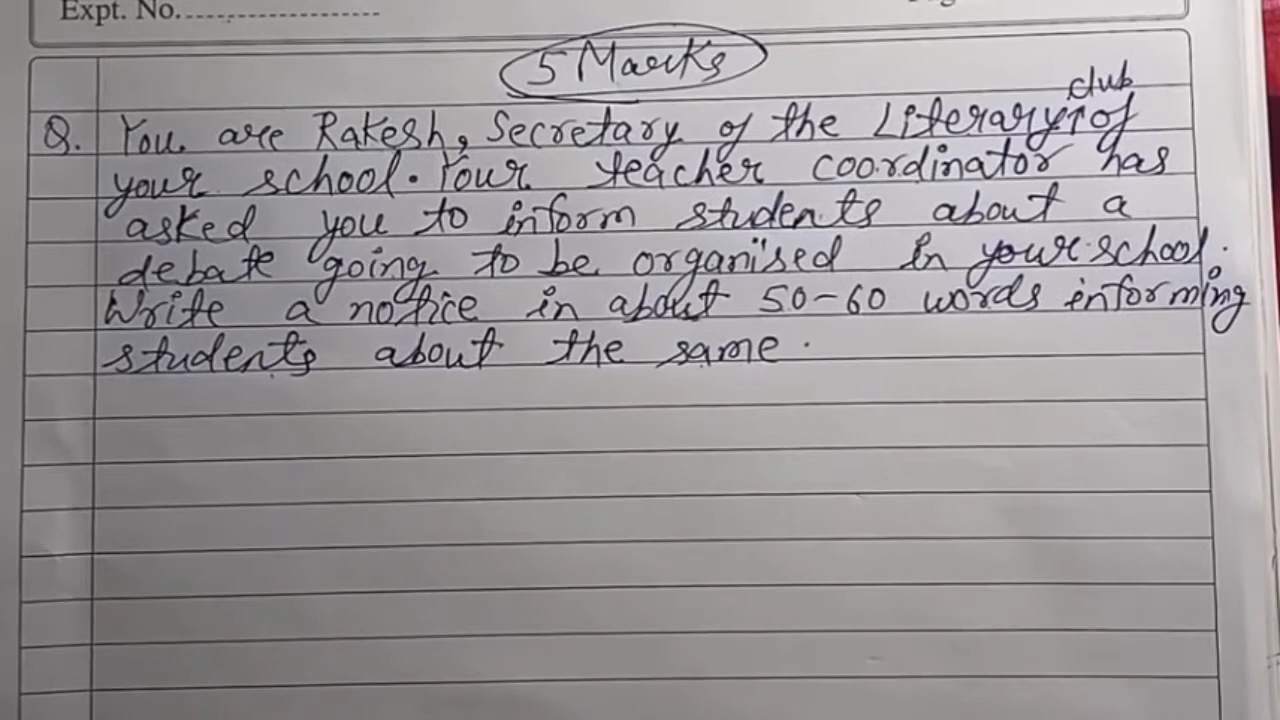 Expt. No.
5 Marks
club
Q. You are Rakesh, Secretary of the Literary of
your school. Your teacher coordinator has
asked you to inform students about a
debate going to be organised in your school.
Write a notice in about 50-60 words informing
students about the same.